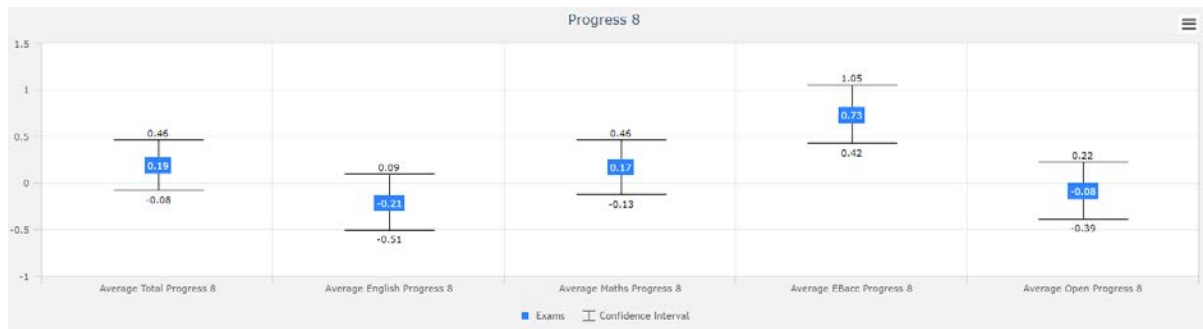 Progress 8
1.5
1
0.5
0
-0.5
-1
0.46
0.19
-0.08
0.09
-0.21
-0.51
0.46
0.17
-0.13
1.05
0.73
0.42
0.22
-0.08
-0.39
Average Total Progress 8
Average English Progress 8
Average Maths Progress 8
Average EBacc Progress 8
Average Open Progress 8
Exams
Confidence Interval